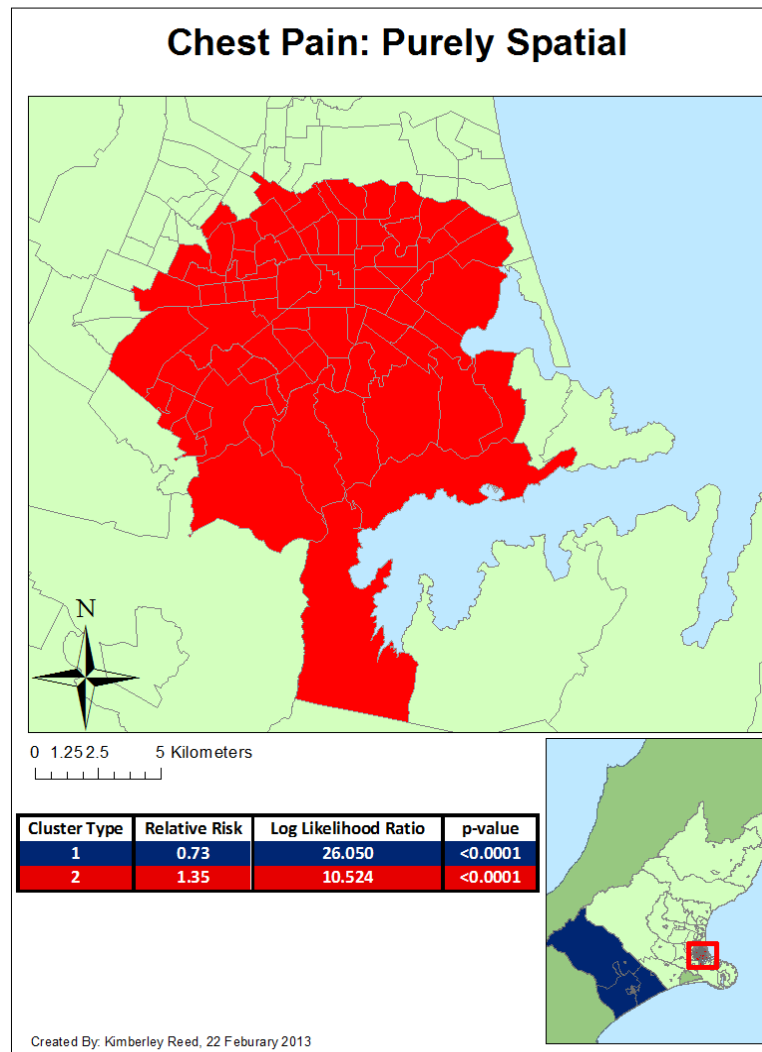 Chest Pain: Purely Spatial
N
0 1.25 2.5 5 Kilometers
Cluster Type Relative Risk Log Likelihood Ratio p-value
1 0.73 26.050 <0.0001
2 1.35 10.524 <0.0001
Created By: Kimberley Reed, 22 Feburary 2013